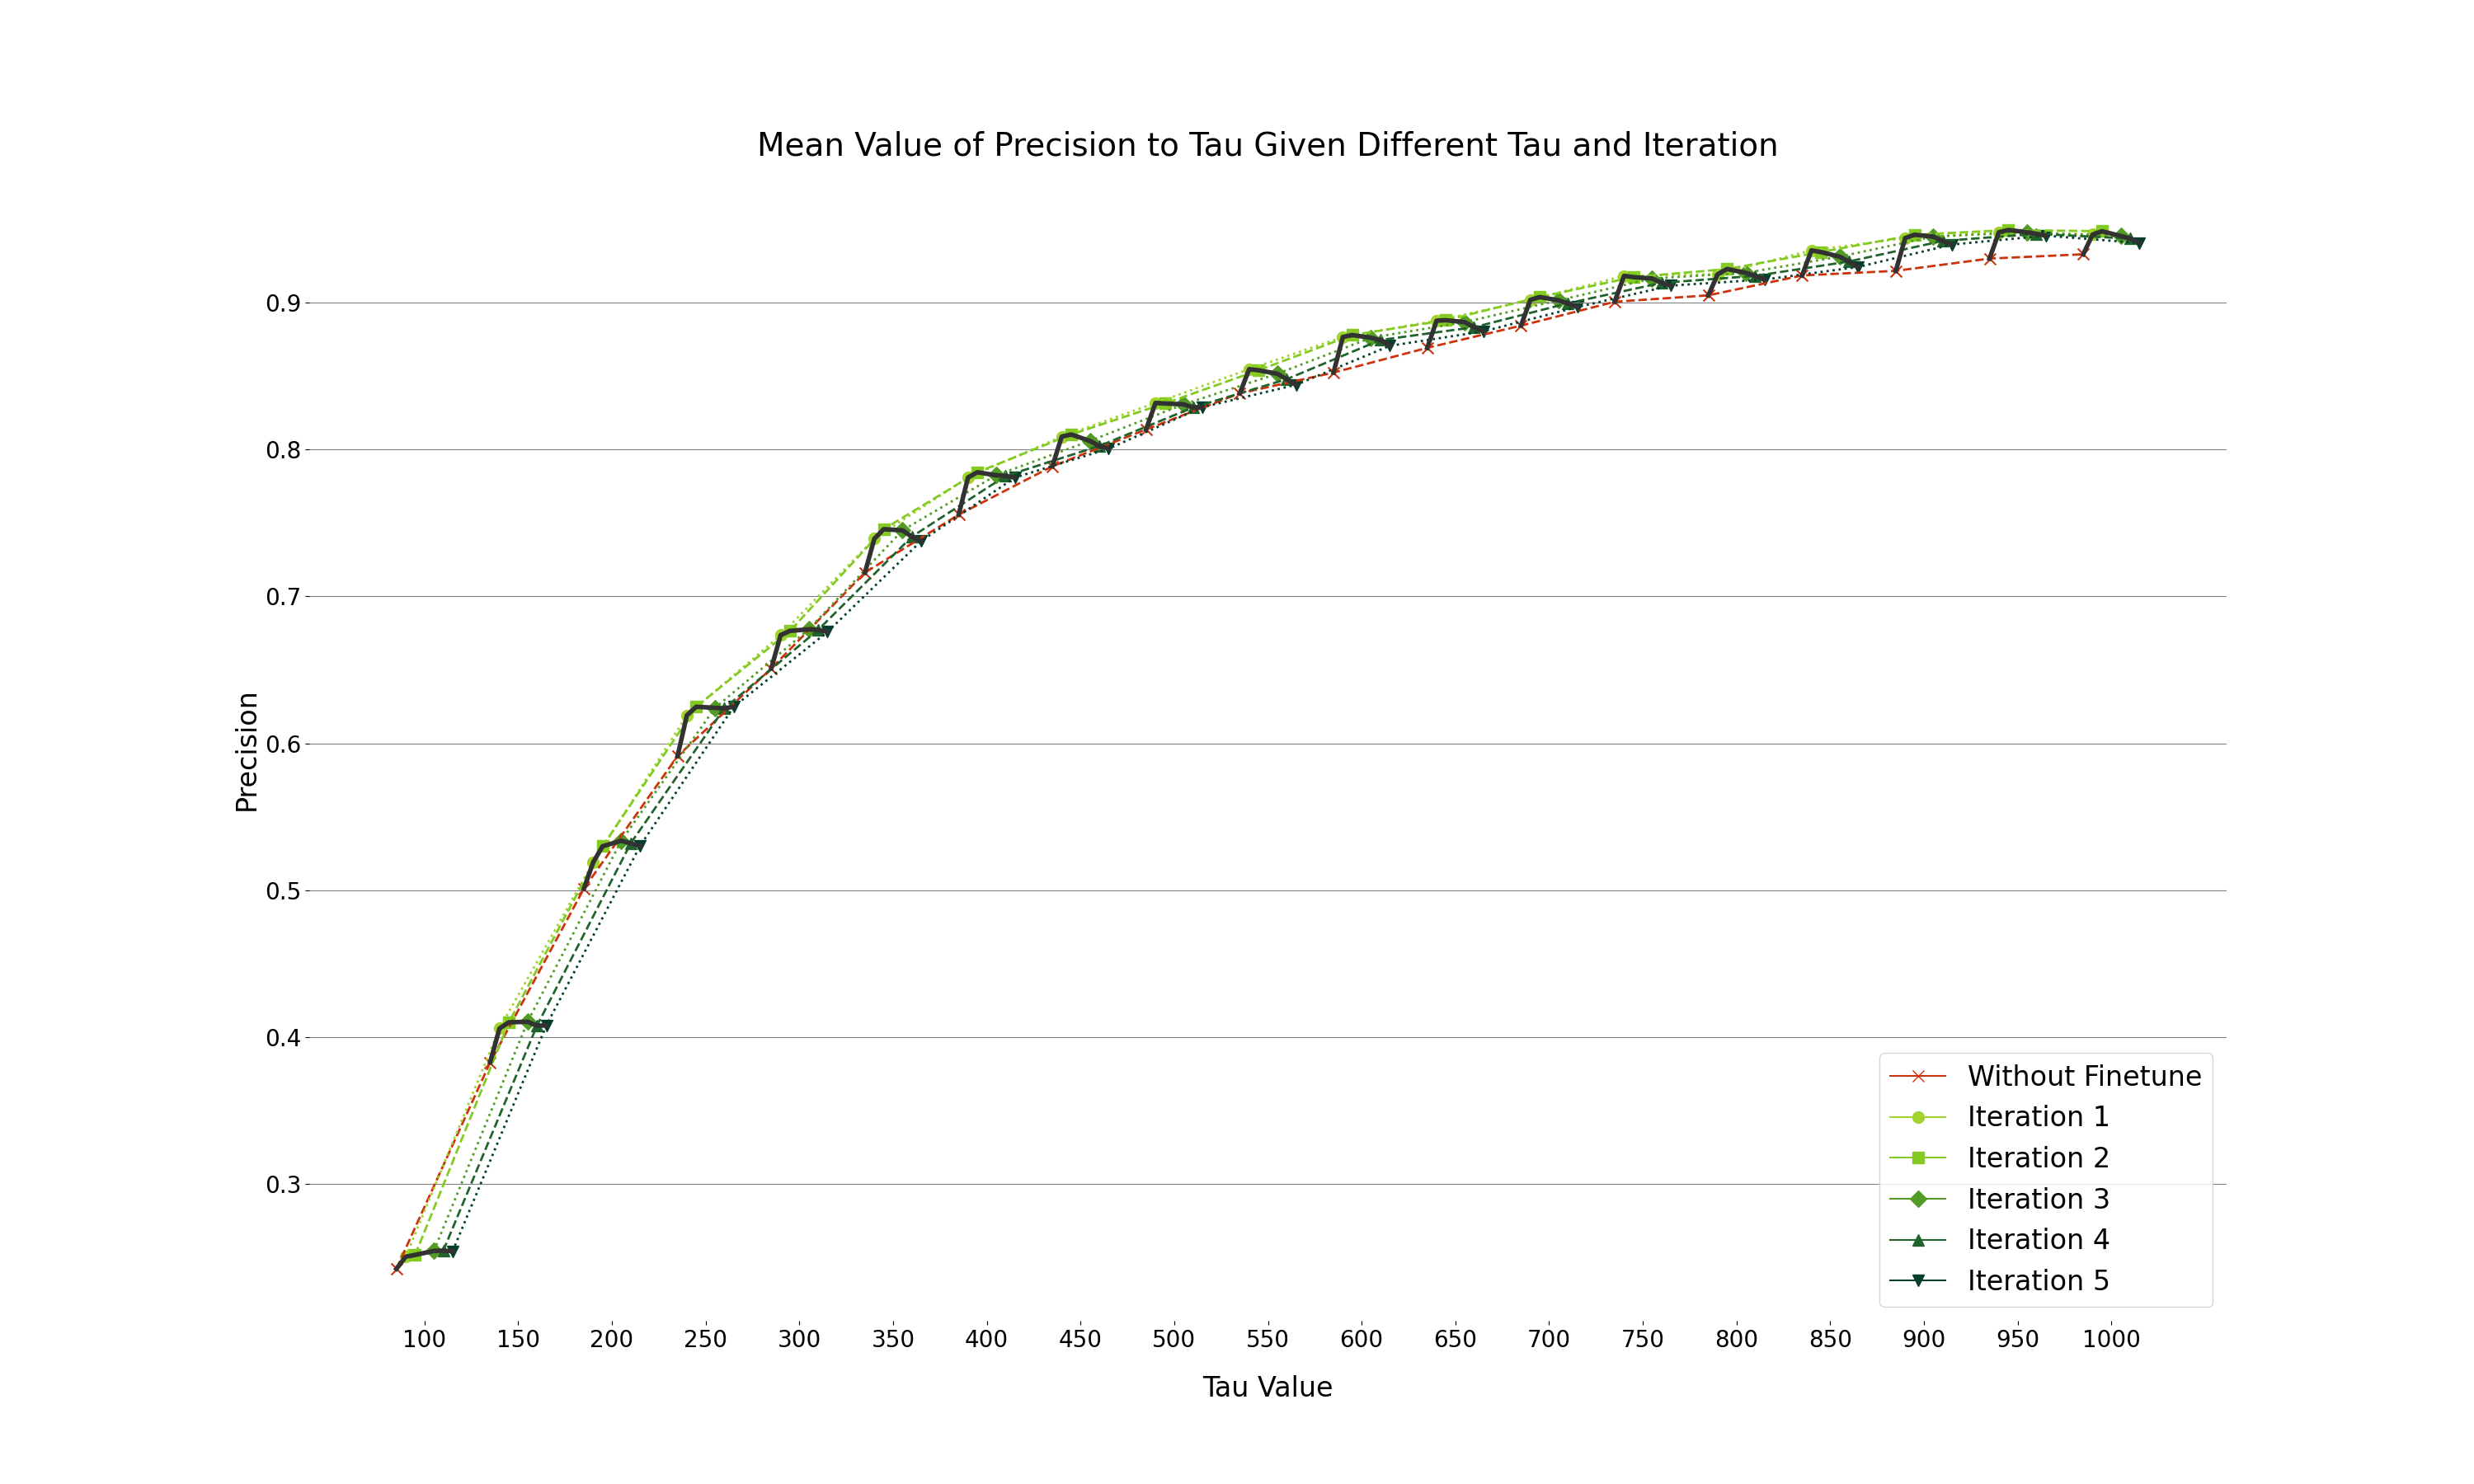 Mean Value of Precision to Tau Given Different Tau and Iteration
Precision
0.9
0.8
0.7
0.6
0.5
0.4
0.3
Without Finetune
Iteration 1
Iteration 2
Iteration 3
Iteration 4
Iteration 5
100 150 200 250 300 350 400 450 500 550 600 650 700 750 800 850 900 950 1000
Tau Value